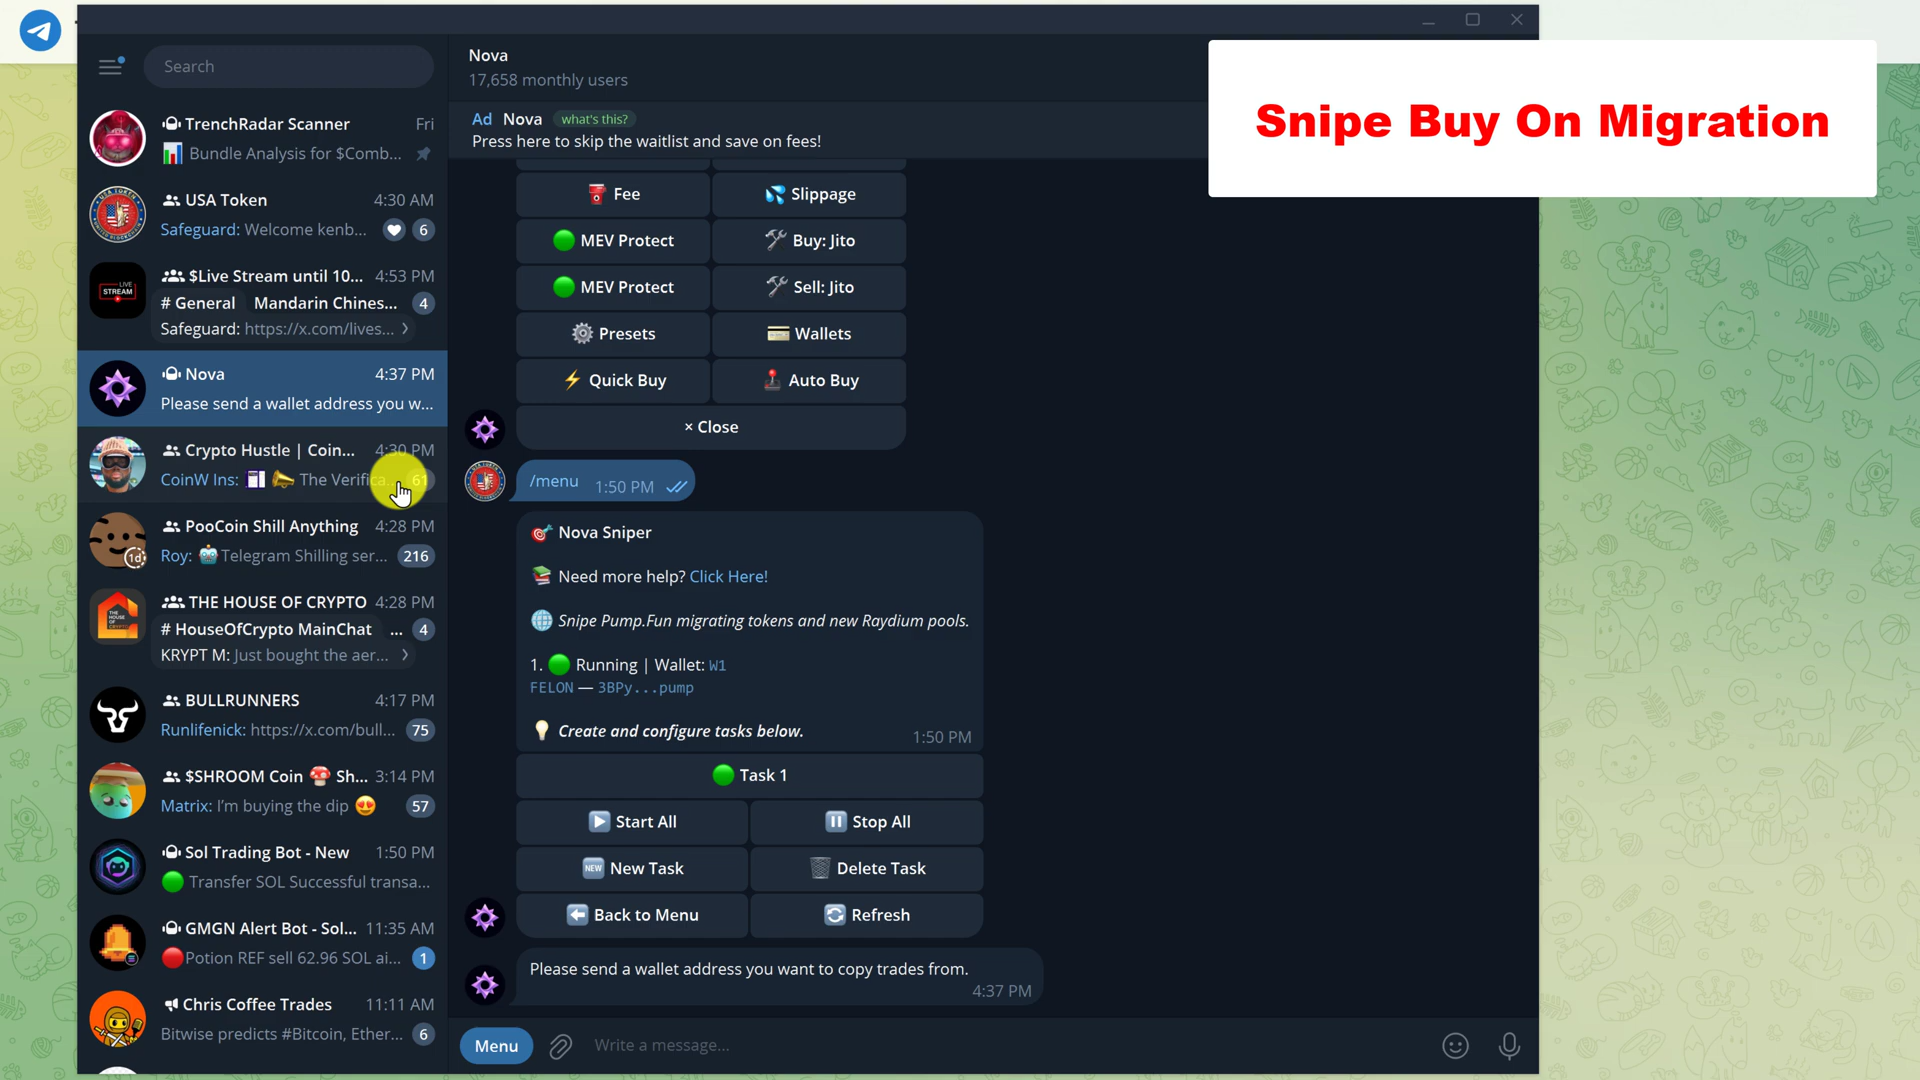 Search
TrenchRadar Scanner
Fri
Bundle Analysis for $Comb...
USA Token
4:30 AM
Safeguard: Welcome kenb...
6
$Live Stream until 10...
4:53 PM
LIVE
STREAM
# General
Mandarin Chines...
4
Safeguard: https://x.com/lives...
Nova
4:37 PM
Please send a wallet address you w...
Crypto Hustle | Coin...
4:30 PM
CoinW Ins:
The Verifica...
61
PooCoin Shill Anything
4:28 PM
1d
Roy: Telegram Shilling ser...
216
THE HOUSE OF CRYPTO
4:28 PM
# HouseOfCrypto MainChat
...
4
KRYPT M: Just bought the aer...
BULLRUNNERS
4:17 PM
Runlifenick: https://x.com/bull...
75
$SHROOM Coin
Sh...
3:14 PM
Matrix: I'm buying the dip
57
Sol Trading Bot - New
1:50 PM
Transfer SOL Successful transa...
GMGN Alert Bot - Sol...
11:35 AM
Potion REF sell 62.96 SOL ai...
1
Chris Coffee Trades
11:11 AM
Bitwise predicts #Bitcoin, Ether...
6
Nova
17,658 monthly users
Ad Nova what's this?
Press here to skip the waitlist and save on fees!
Snipe Buy On Migration
Fee
Slippage
MEV Protect
Buy: Jito
MEV Protect
Sell: Jito
Presets
Wallets
Quick Buy
Auto Buy
× Close
/menu 1:50 PM
Nova Sniper
Need more help? Click Here!
Snipe Pump.Fun migrating tokens and new Raydium pools.
1. Running | Wallet: W1
FELON — 3BPy...pump
Create and configure tasks below.
1:50 PM
Task 1
Start All
Stop All
NEW New Task
Delete Task
Back to Menu
Refresh
Please send a wallet address you want to copy trades from.
4:37 PM
Menu
Write a message...